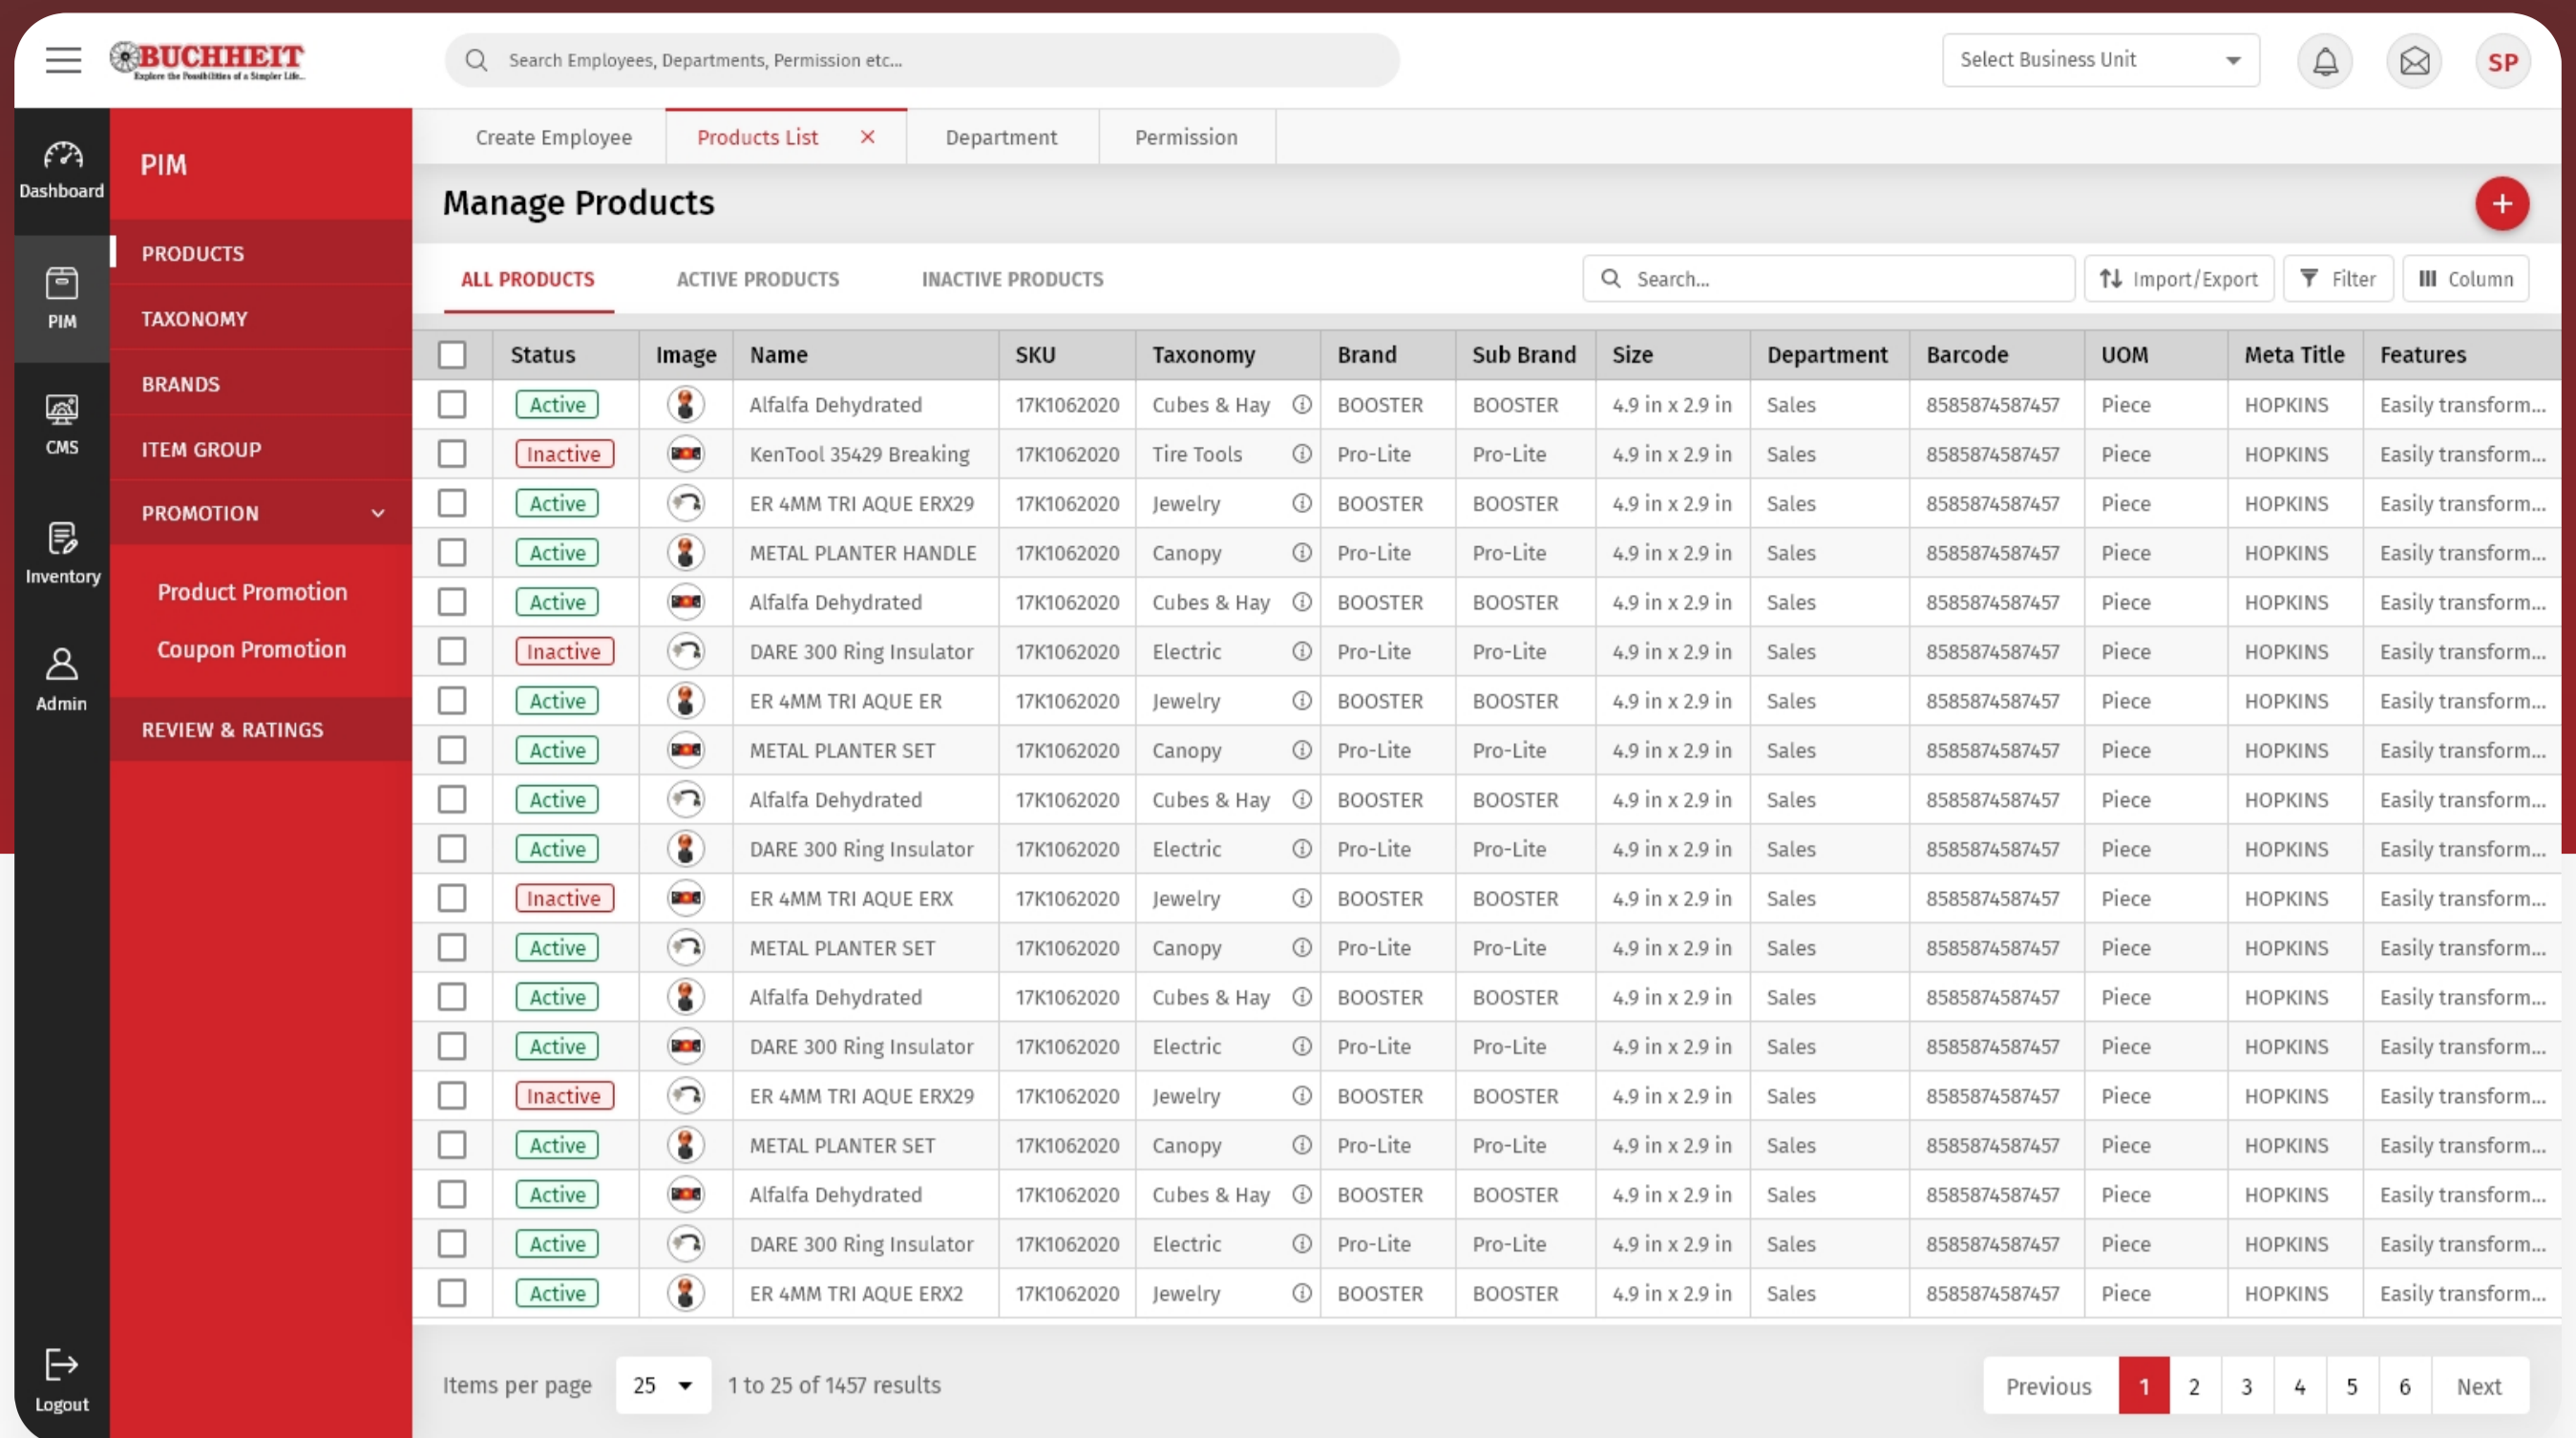 BUCHHEIT
Explore the Possibilities of a Simpler Life...
Search Employees, Departments, Permission etc...
Select Business Unit
SP
Dashboard
PIM
CMS
Inventory
Admin
Logout
PIM
PRODUCTS
TAXONOMY
BRANDS
ITEM GROUP
PROMOTION
Product Promotion
Coupon Promotion
REVIEW & RATINGS
Create Employee Products List Department Permission
Manage Products
ALL PRODUCTS ACTIVE PRODUCTS INACTIVE PRODUCTS Search... Import/Export Filter Column
Status Image Name SKU Taxonomy Brand Sub Brand Size Department Barcode UOM Meta Title Features
Active Alfalfa Dehydrated 17K1062020 Cubes & Hay BOOSTER BOOSTER 4.9 in x 2.9 in Sales 8585874587457 Piece HOPKINS Easily transform...
Inactive KenTool 35429 Breaking 17K1062020 Tire Tools Pro-Lite Pro-Lite 4.9 in x 2.9 in Sales 8585874587457 Piece HOPKINS Easily transform...
Active ER 4MM TRI AQUE ERX29 17K1062020 Jewelry BOOSTER BOOSTER 4.9 in x 2.9 in Sales 8585874587457 Piece HOPKINS Easily transform...
Active METAL PLANTER HANDLE 17K1062020 Canopy Pro-Lite Pro-Lite 4.9 in x 2.9 in Sales 8585874587457 Piece HOPKINS Easily transform...
Active Alfalfa Dehydrated 17K1062020 Cubes & Hay BOOSTER BOOSTER 4.9 in x 2.9 in Sales 8585874587457 Piece HOPKINS Easily transform...
Inactive DARE 300 Ring Insulator 17K1062020 Electric Pro-Lite Pro-Lite 4.9 in x 2.9 in Sales 8585874587457 Piece HOPKINS Easily transform...
Active ER 4MM TRI AQUE ER 17K1062020 Jewelry BOOSTER BOOSTER 4.9 in x 2.9 in Sales 8585874587457 Piece HOPKINS Easily transform...
Active METAL PLANTER SET 17K1062020 Canopy Pro-Lite Pro-Lite 4.9 in x 2.9 in Sales 8585874587457 Piece HOPKINS Easily transform...
Active Alfalfa Dehydrated 17K1062020 Cubes & Hay BOOSTER BOOSTER 4.9 in x 2.9 in Sales 8585874587457 Piece HOPKINS Easily transform...
Active DARE 300 Ring Insulator 17K1062020 Electric Pro-Lite Pro-Lite 4.9 in x 2.9 in Sales 8585874587457 Piece HOPKINS Easily transform...
Inactive ER 4MM TRI AQUE ERX 17K1062020 Jewelry BOOSTER BOOSTER 4.9 in x 2.9 in Sales 8585874587457 Piece HOPKINS Easily transform...
Active METAL PLANTER SET 17K1062020 Canopy Pro-Lite Pro-Lite 4.9 in x 2.9 in Sales 8585874587457 Piece HOPKINS Easily transform...
Active Alfalfa Dehydrated 17K1062020 Cubes & Hay BOOSTER BOOSTER 4.9 in x 2.9 in Sales 8585874587457 Piece HOPKINS Easily transform...
Active DARE 300 Ring Insulator 17K1062020 Electric Pro-Lite Pro-Lite 4.9 in x 2.9 in Sales 8585874587457 Piece HOPKINS Easily transform...
Inactive ER 4MM TRI AQUE ERX29 17K1062020 Jewelry BOOSTER BOOSTER 4.9 in x 2.9 in Sales 8585874587457 Piece HOPKINS Easily transform...
Active METAL PLANTER SET 17K1062020 Canopy Pro-Lite Pro-Lite 4.9 in x 2.9 in Sales 8585874587457 Piece HOPKINS Easily transform...
Active Alfalfa Dehydrated 17K1062020 Cubes & Hay BOOSTER BOOSTER 4.9 in x 2.9 in Sales 8585874587457 Piece HOPKINS Easily transform...
Active DARE 300 Ring Insulator 17K1062020 Electric Pro-Lite Pro-Lite 4.9 in x 2.9 in Sales 8585874587457 Piece HOPKINS Easily transform...
Active ER 4MM TRI AQUE ERX2 17K1062020 Jewelry BOOSTER BOOSTER 4.9 in x 2.9 in Sales 8585874587457 Piece HOPKINS Easily transform...
Items per page 25 1 to 25 of 1457 results Previous 1 2 3 4 5 6 Next